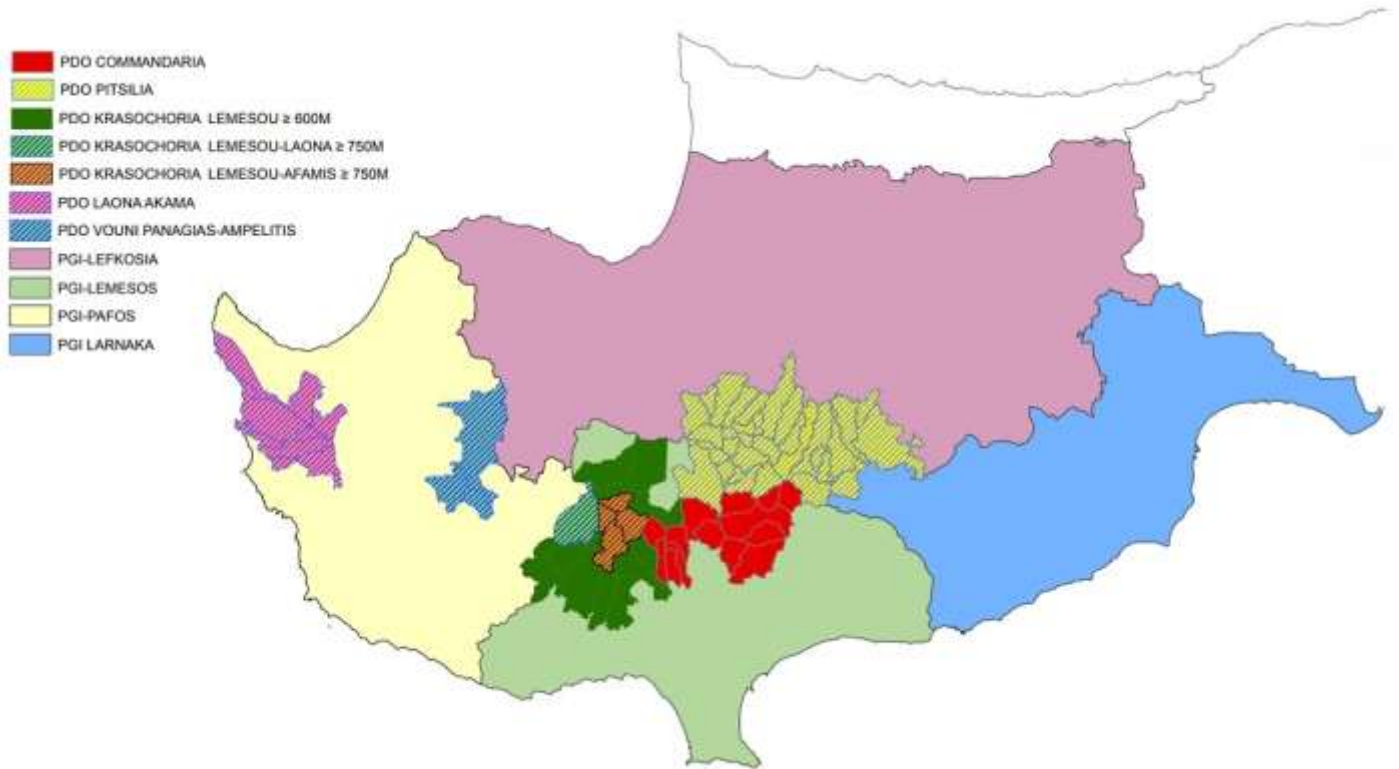 PDO COMMANDARIA
PDO PITSILIA
PDO KRASOCHORIA LEMESOU ≥ 600M
PDO KRASOCHORIA LEMESOU-LAONA ≥ 750M
PDO KRASOCHORIA LEMESOU-AFAMIS ≥ 750M
PDO LAONA AKAMA
PDO VOUNI PANAGIAS-AMPELITIS
PGI-LEFKOSIA
PGI-LEMESOS
PGI-PAFOS
PGI LARNAKA